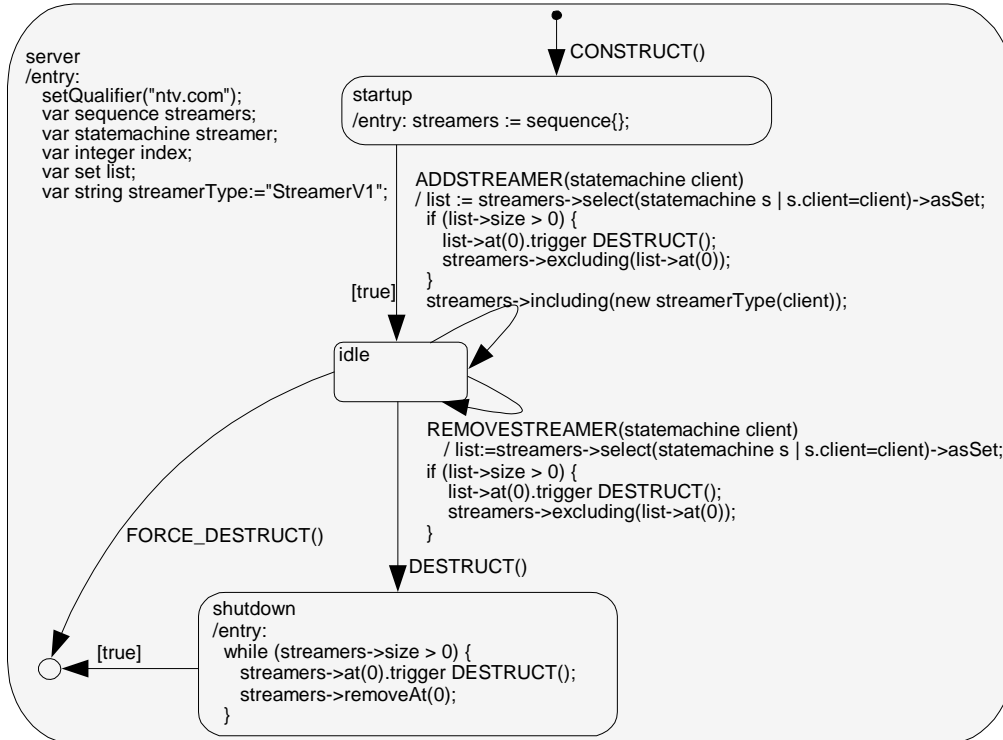 server
/entry:
setQualifier("ntv.com");
var sequence streamers;
var statemachine streamer;
var integer index;
var set list;
var string streamerType:="StreamerV1";
CONSTRUCT()
startup
/entry: streamers := sequence{};
ADDSTREAMER(statemachine client)
/ list := streamers->select(statemachine s | s.client=client)->asSet;
if (list->size > 0) {
list->at(0).trigger DESTRUCT();
streamers->excluding(list->at(0));
}
streamers->including(new streamerType(client));
[true]
idle
REMOVESTREAMER(statemachine client)
/ list:=streamers->select(statemachine s | s.client=client)->asSet;
if (list->size > 0) {
list->at(0).trigger DESTRUCT();
streamers->excluding(list->at(0));
}
FORCE_DESTRUCT()
DESTRUCT()
shutdown
/entry:
while (streamers->size > 0) {
streamers->at(0).trigger DESTRUCT();
streamers->removeAt(0);
}
[true]